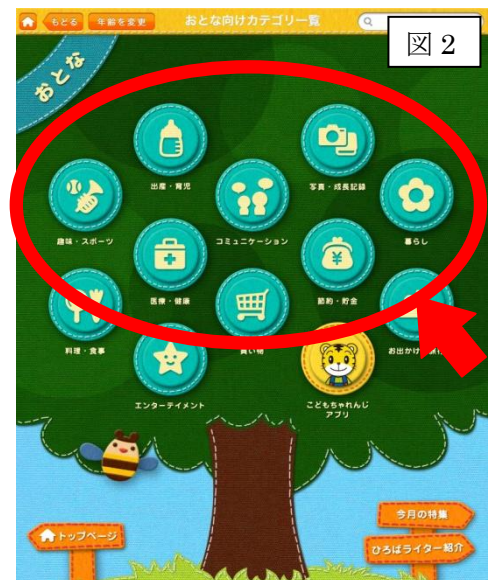 もどる
年齢を変更
おとな向けカテゴリ一覧
図2
おとな
出産・育児
写真・成長記録
趣味・スポーツ
コミュニケーション
暮らし
医療・健康
節約・貯金
料理・食事
買い物
お出かけ
エンターテイメント
こどもちゃれんじ
アプリ
今月の特集
トップページ
ひろばライター紹介